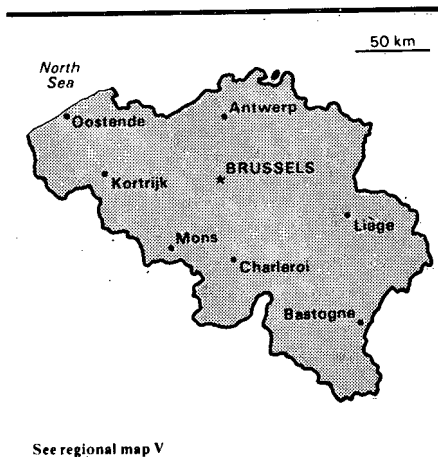 50 km
North
Sea
Antwerp
Oostende
BRUSSELS
Kortrijk
Liège
Mons
Charleroi
Bastogne
See regional map V